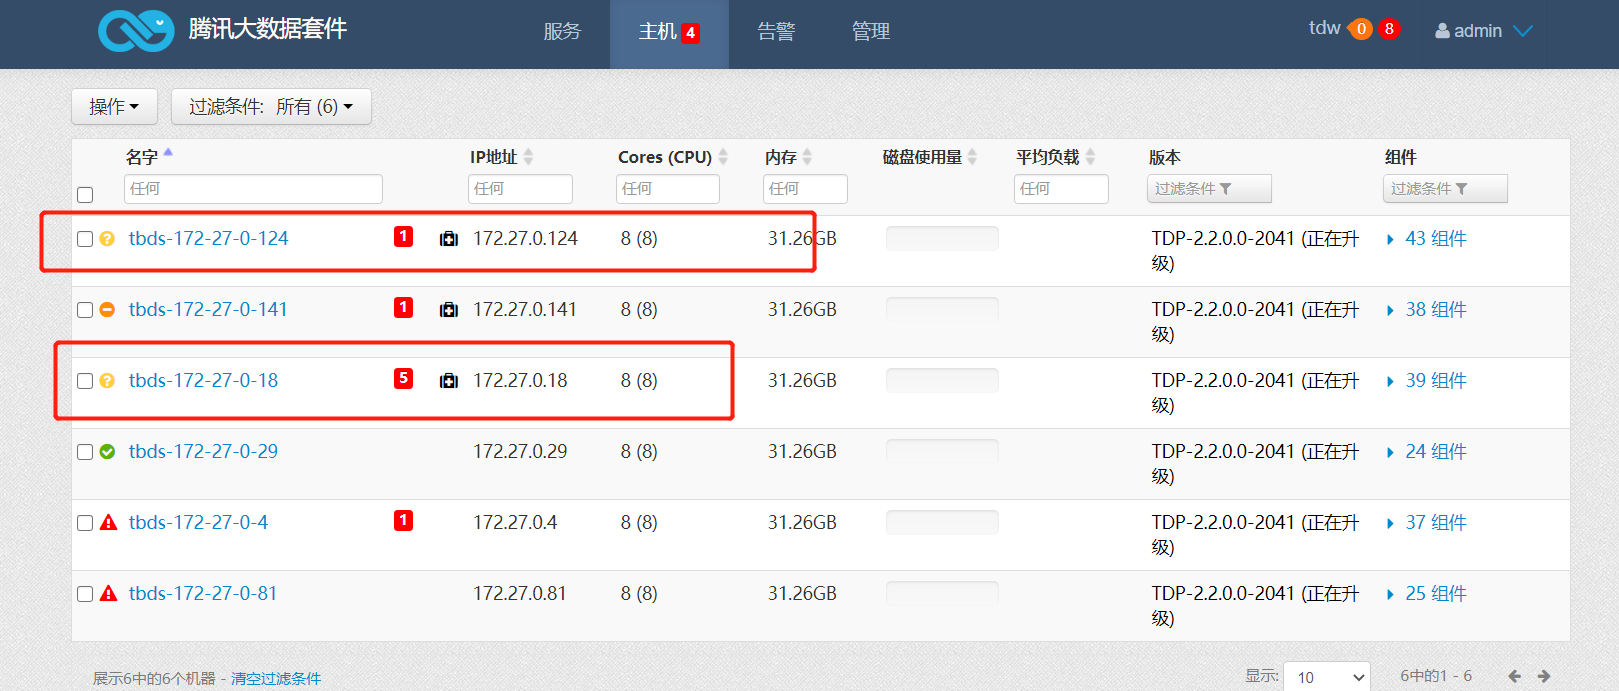 腾讯大数据套件
服务 主机 4 告警 管理 tdw 0 8 admin
操作 过滤条件: 所有 (6)
名字 IP地址 Cores (CPU) 内存 磁盘使用量 平均负载 版本 组件
任何 任何 任何 任何 任何 过滤条件 过滤条件
tbds-172-27-0-124 1 172.27.0.124 8 (8) 31.26GB TDP-2.2.0.0-2041 (正在升 43 组件
级)
tbds-172-27-0-141 1 172.27.0.141 8 (8) 31.26GB TDP-2.2.0.0-2041 (正在升 38 组件
级)
tbds-172-27-0-18 5 172.27.0.18 8 (8) 31.26GB TDP-2.2.0.0-2041 (正在升 39 组件
级)
tbds-172-27-0-29 172.27.0.29 8 (8) 31.26GB TDP-2.2.0.0-2041 (正在升 24 组件
级)
tbds-172-27-0-4 1 172.27.0.4 8 (8) 31.26GB TDP-2.2.0.0-2041 (正在升 37 组件
级)
tbds-172-27-0-81 172.27.0.81 8 (8) 31.26GB TDP-2.2.0.0-2041 (正在升 25 组件
级)
展示6中的6个机器 - 清空过滤条件 显示: 10 6中的1 - 6